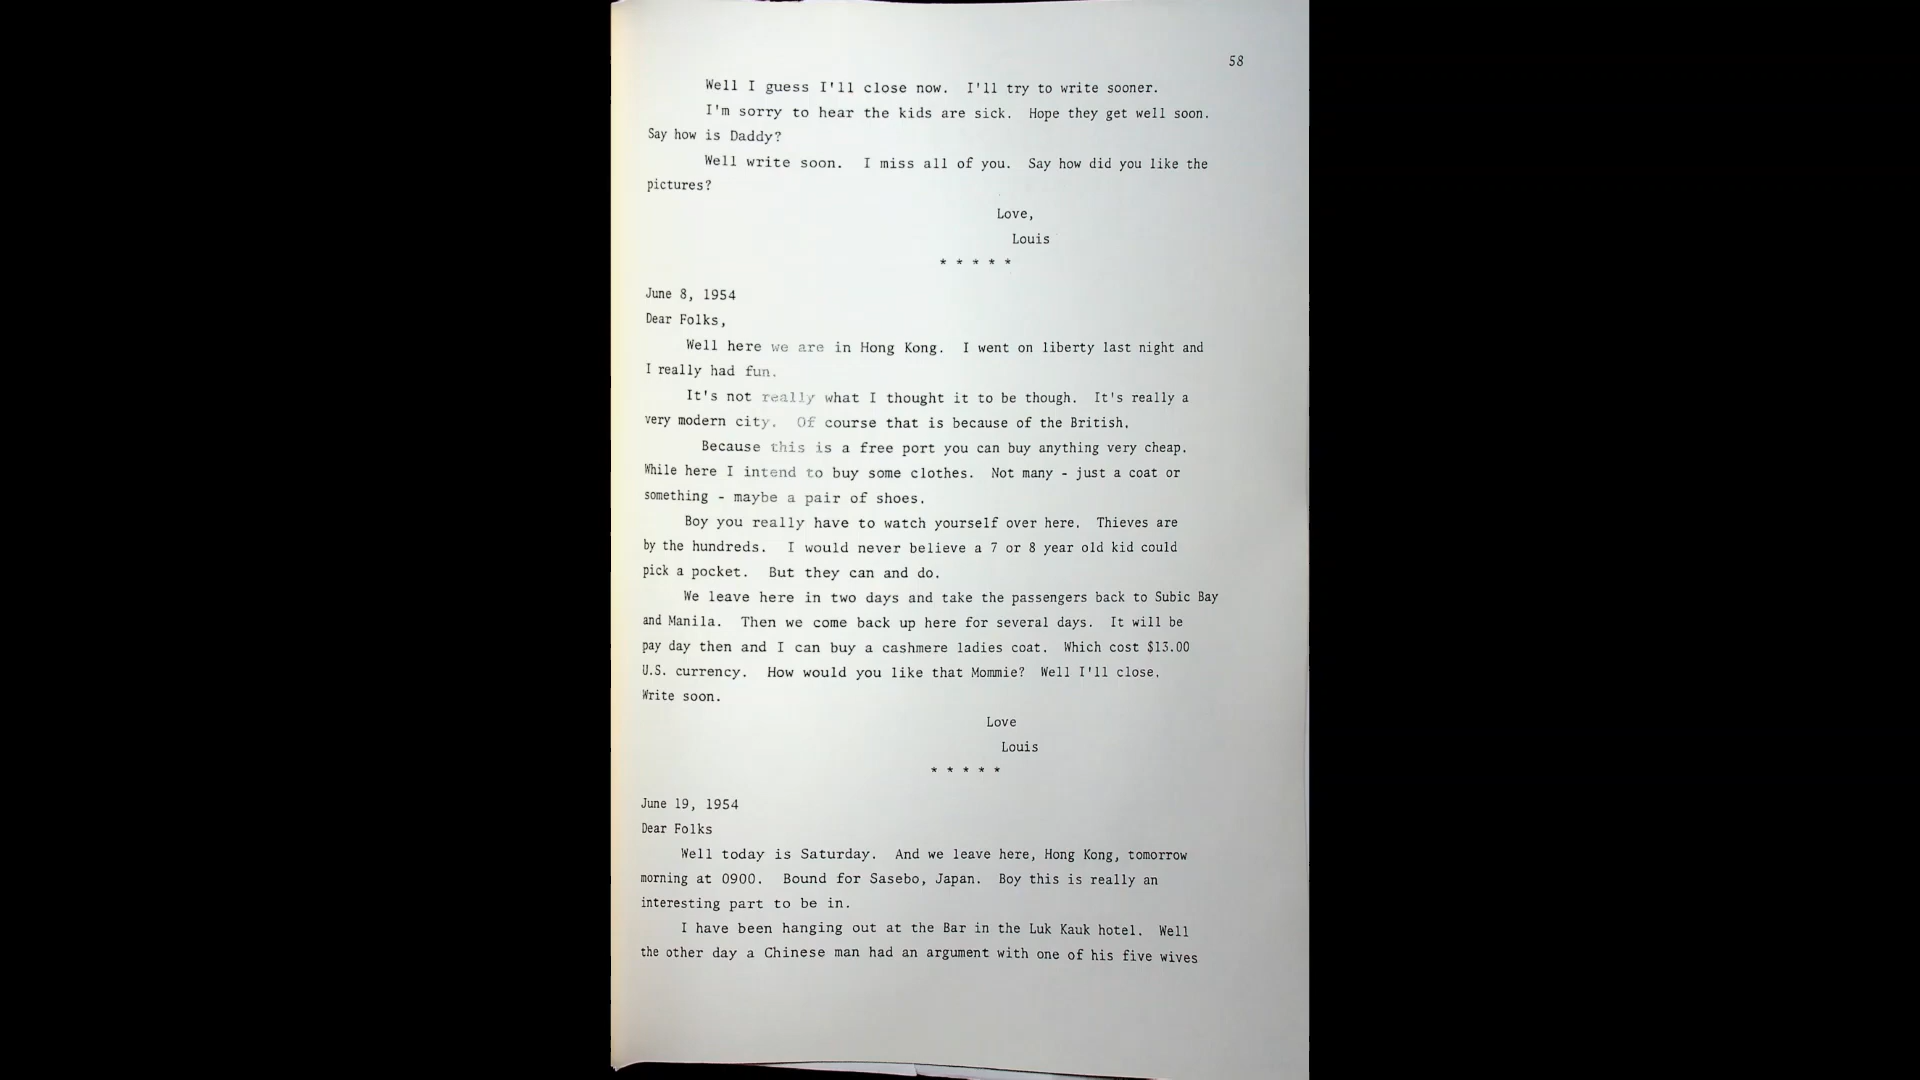 58
Well I guess I'll close now. I'll try to write sooner.
I'm sorry to hear the kids are sick. Hope they get well soon.
Say how is Daddy?
Well write soon. I miss all of you. Say how did you like the
pictures?
Love,
Louis
* * * * *
June 8, 1954
Dear Folks,
Well here we are in Hong Kong. I went on liberty last night and
I really had fun.
It's not really what I thought it to be though. It's really a
very modern city. Of course that is because of the British.
Because this is a free port you can buy anything very cheap.
While here I intend to buy some clothes. Not many - just a coat or
something - maybe a pair of shoes.
Boy you really have to watch yourself over here. Thieves are
by the hundreds. I would never believe a 7 or 8 year old kid could
pick a pocket. But they can and do.
We leave here in two days and take the passengers back to Subic Bay
and Manila. Then we come back up here for several days. It will be
pay day then and I can buy a cashmere ladies coat. Which cost $13.00
U.S. currency. How would you like that Mommie? Well I'll close.
Write soon.
Love
Louis
* * * * *
June 19, 1954
Dear Folks
Well today is Saturday. And we leave here, Hong Kong, tomorrow
morning at 0900. Bound for Sasebo, Japan. Boy this is really an
interesting part to be in.
I have been hanging out at the Bar in the Luk Kauk hotel. Well
the other day a Chinese man had an argument with one of his five wives